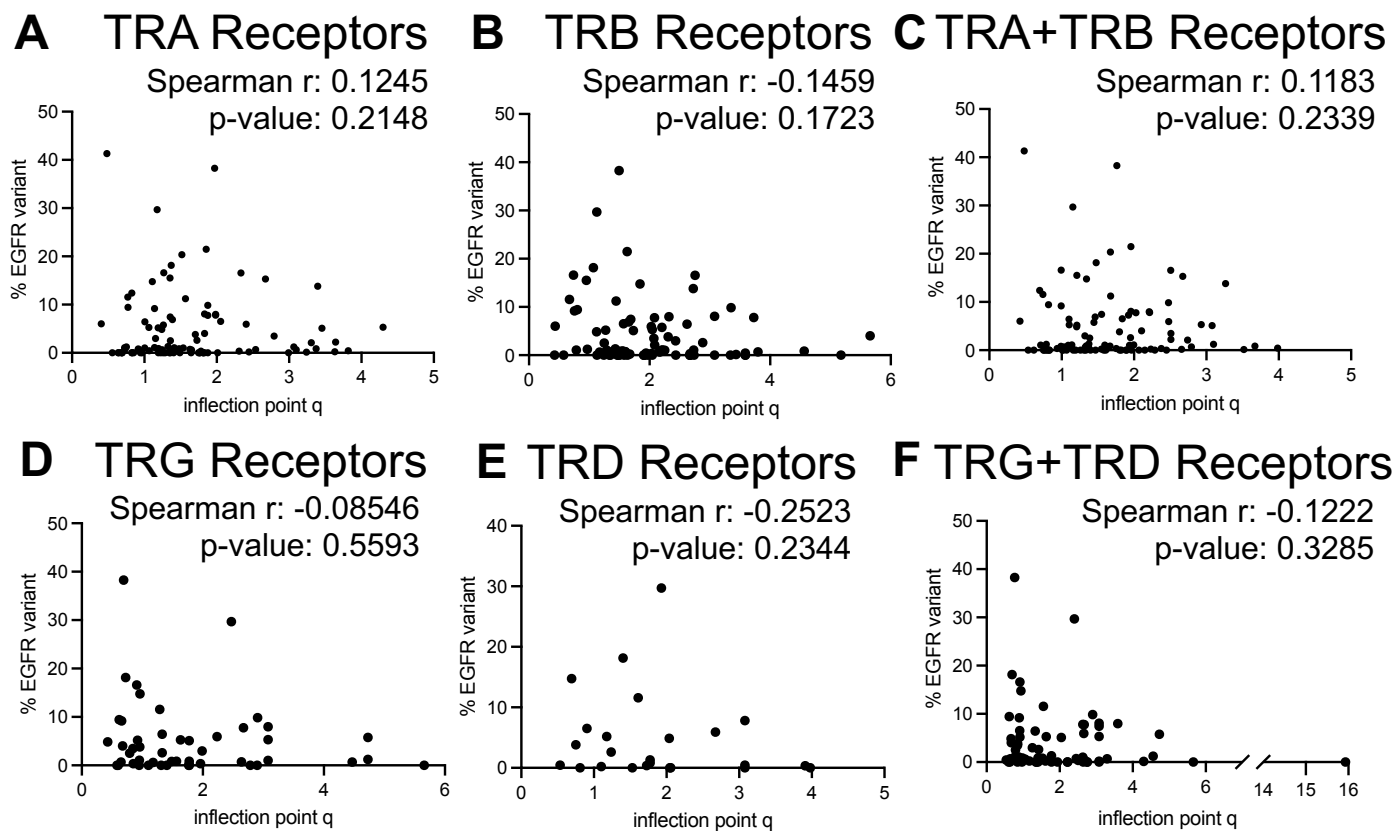 A TRA Receptors
Spearman r: 0.1245
p-value: 0.2148
50
40
30
20
10
0
% EGFR variant
0 1 2 3 4 5
inflection point q
B TRB Receptors
Spearman r: -0.1459
p-value: 0.1723
50
40
30
20
10
0
% EGFR variant
0 2 4 6
inflection point q
C TRA+TRB Receptors
Spearman r: 0.1183
p-value: 0.2339
50
40
30
20
10
0
% EGFR variant
0 1 2 3 4 5
inflection point q
D TRG Receptors
Spearman r: -0.08546
p-value: 0.5593
50
40
30
20
10
0
% EGFR variant
0 2 4 6
inflection point q
E TRD Receptors
Spearman r: -0.2523
p-value: 0.2344
40
30
20
10
0
% EGFR variant
0 1 2 3 4 5
inflection point q
F TRG+TRD Receptors
Spearman r: -0.1222
p-value: 0.3285
50
40
30
20
10
0
% EGFR variant
0 2 4 6 14 15 16
inflection point q